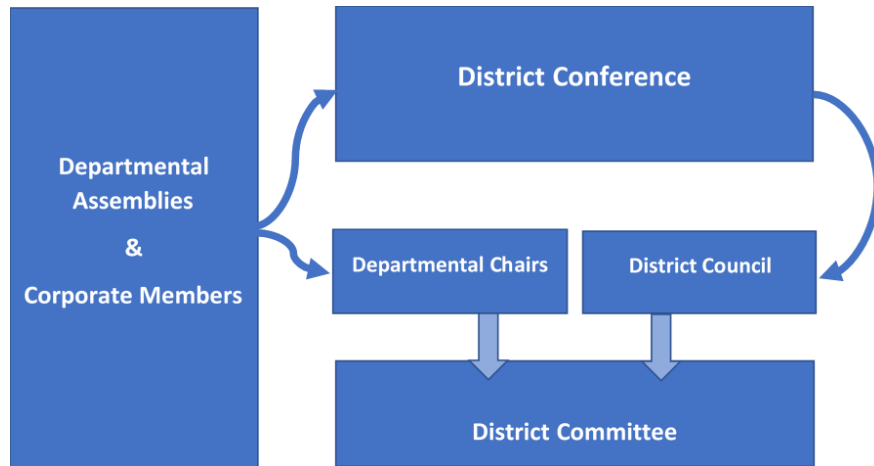 Departmental
Assemblies
&
Corporate Members
District Conference
Departmental Chairs
District Council
District Committee